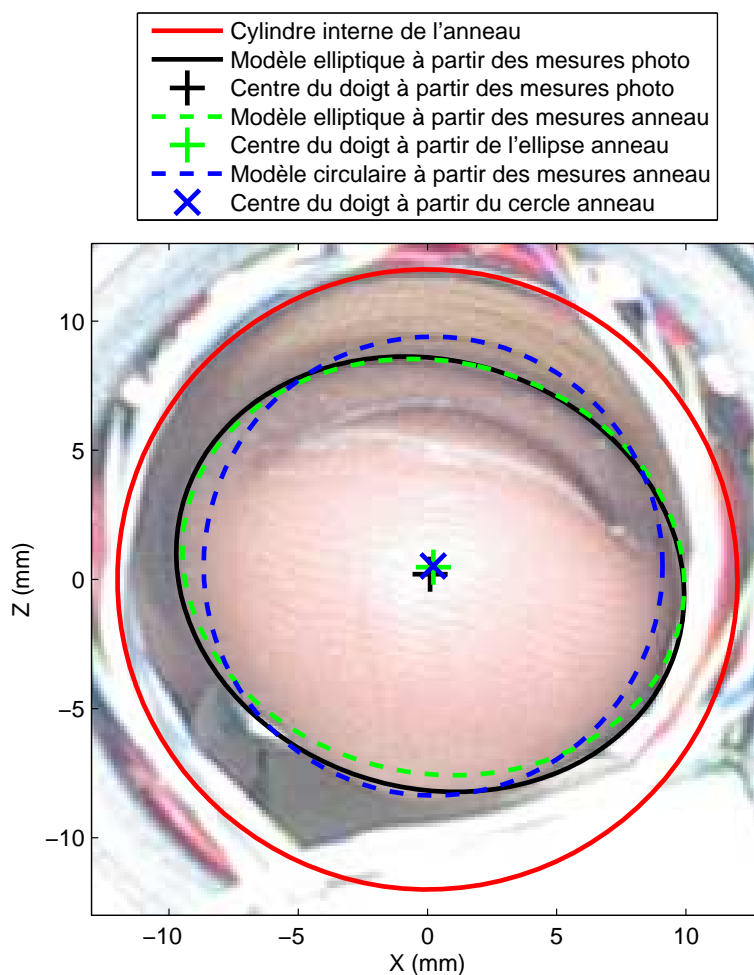 Cylindre interne de l'anneau
Modèle elliptique à partir des mesures photo
Centre du doigt à partir des mesures photo
Modèle elliptique à partir des mesures anneau
Centre du doigt à partir de l'ellipse anneau
Modèle circulaire à partir des mesures anneau
Centre du doigt à partir du cercle anneau
10
5
0
−5
−10
Z (mm)
−10 −5 0 5 10
X (mm)